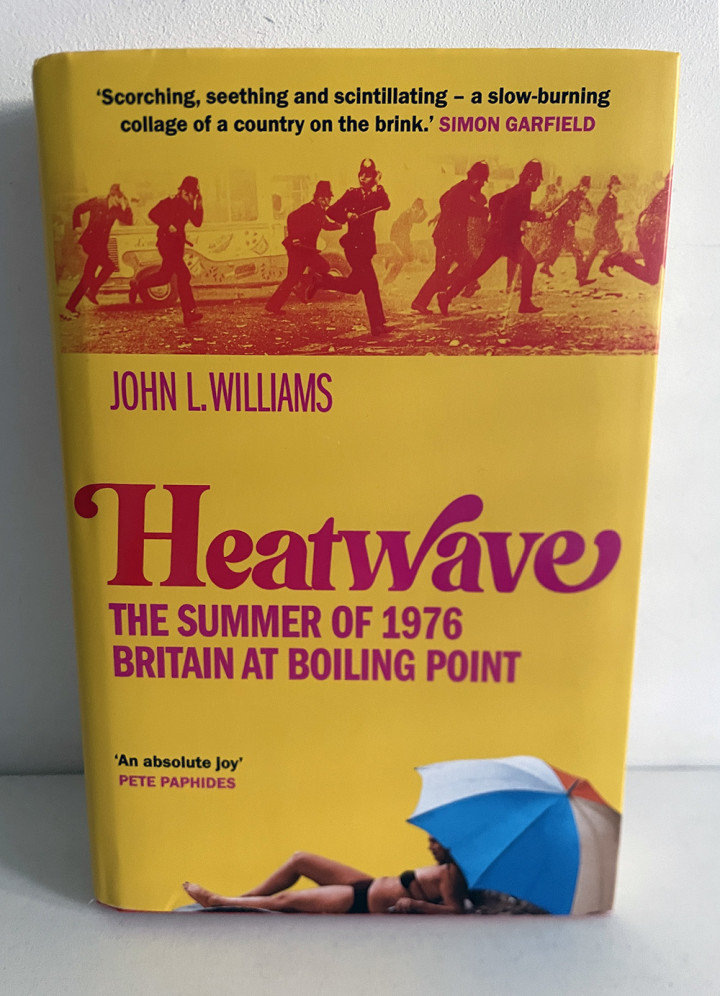 ‘Scorching, seething and scintillating – a slow-burning
collage of a country on the brink.’ SIMON GARFIELD
JOHN L. WILLIAMS
Heatwave
THE SUMMER OF 1976
BRITAIN AT BOILING POINT
‘An absolute joy’
PETE PAPHIDES